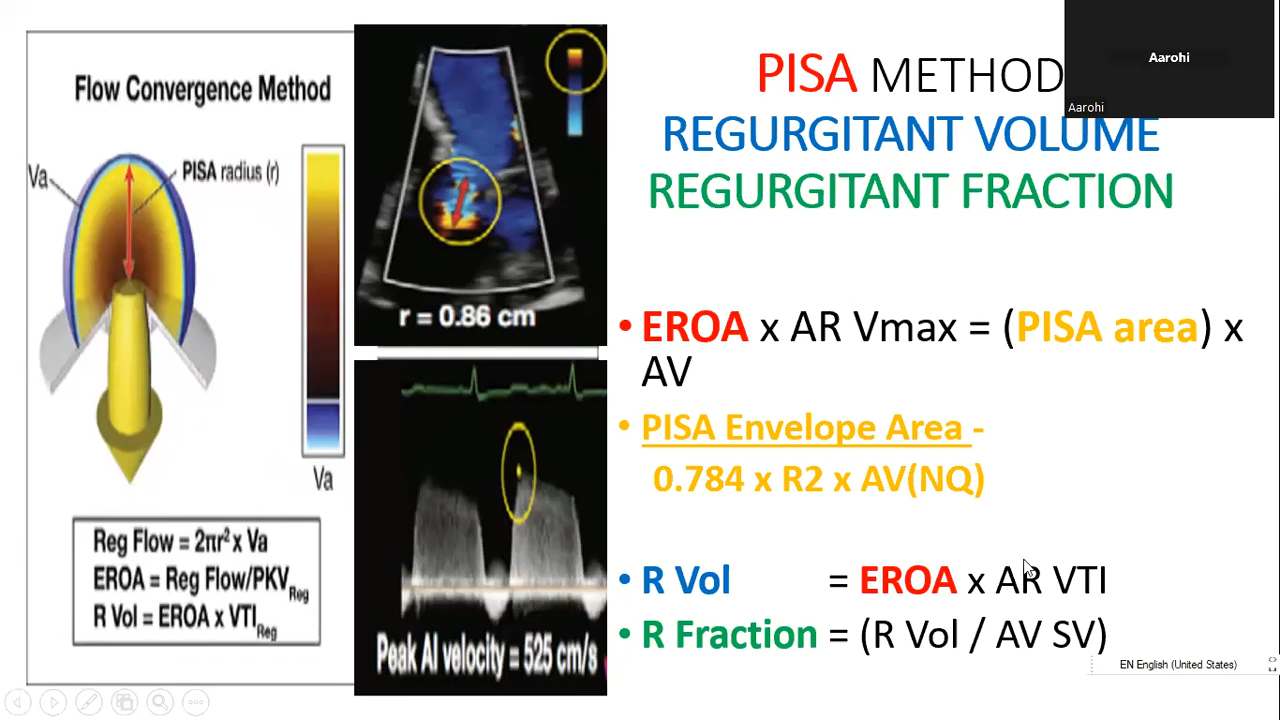 Flow Convergence Method
Va
PISA radius (r)
Va
Reg Flow = 2πr² x Va
EROA = Reg Flow/PKVReg
R Vol = EROA x VTIReg
r = 0.86 cm
Peak AI velocity = 525 cm/s
PISA METHOD
REGURGITANT VOLUME
REGURGITANT FRACTION
Aarohi
Aarohi
• EROA x AR Vmax = (PISA area) x
AV
• PISA Envelope Area -
0.784 x R2 x AV(NQ)
• R Vol = EROA x AR VTI
• R Fraction = (R Vol / AV SV)
EN English (United States)